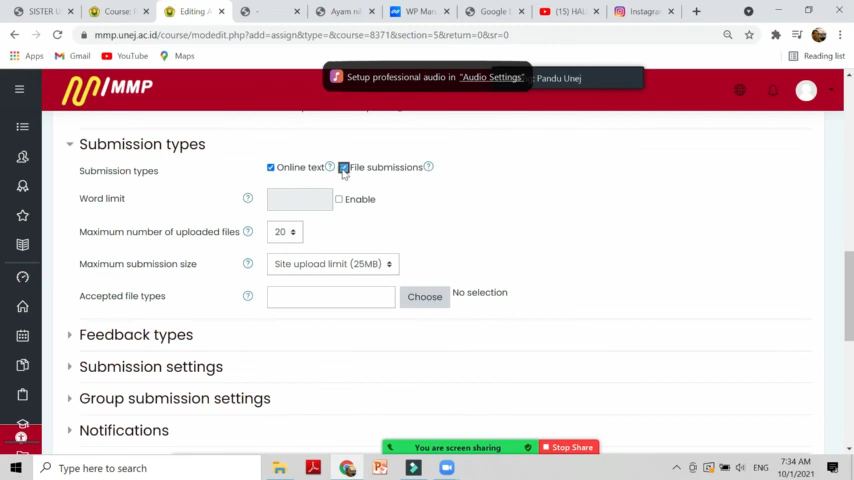 SISTER U
Course: F
Editing A
-
Ayam ni
WP Mar
Google
(15) HAL
Instagram
mmp.unej.ac.id/course/modedit.php?add=assign&type=&course=8371&section=5&return=0&sr=0
Apps
Gmail
YouTube
Maps
Reading list
MMP
Setup professional audio in "Audio Settings"
Pandu Unej
Submission types
Submission types
Online text
File submissions
Word limit
Enable
Maximum number of uploaded files
20
Maximum submission size
Site upload limit (25MB)
Accepted file types
Choose
No selection
Feedback types
Submission settings
Group submission settings
Notifications
You are screen sharing
Stop Share
Type here to search
ENG
7:34 AM
10/1/2021